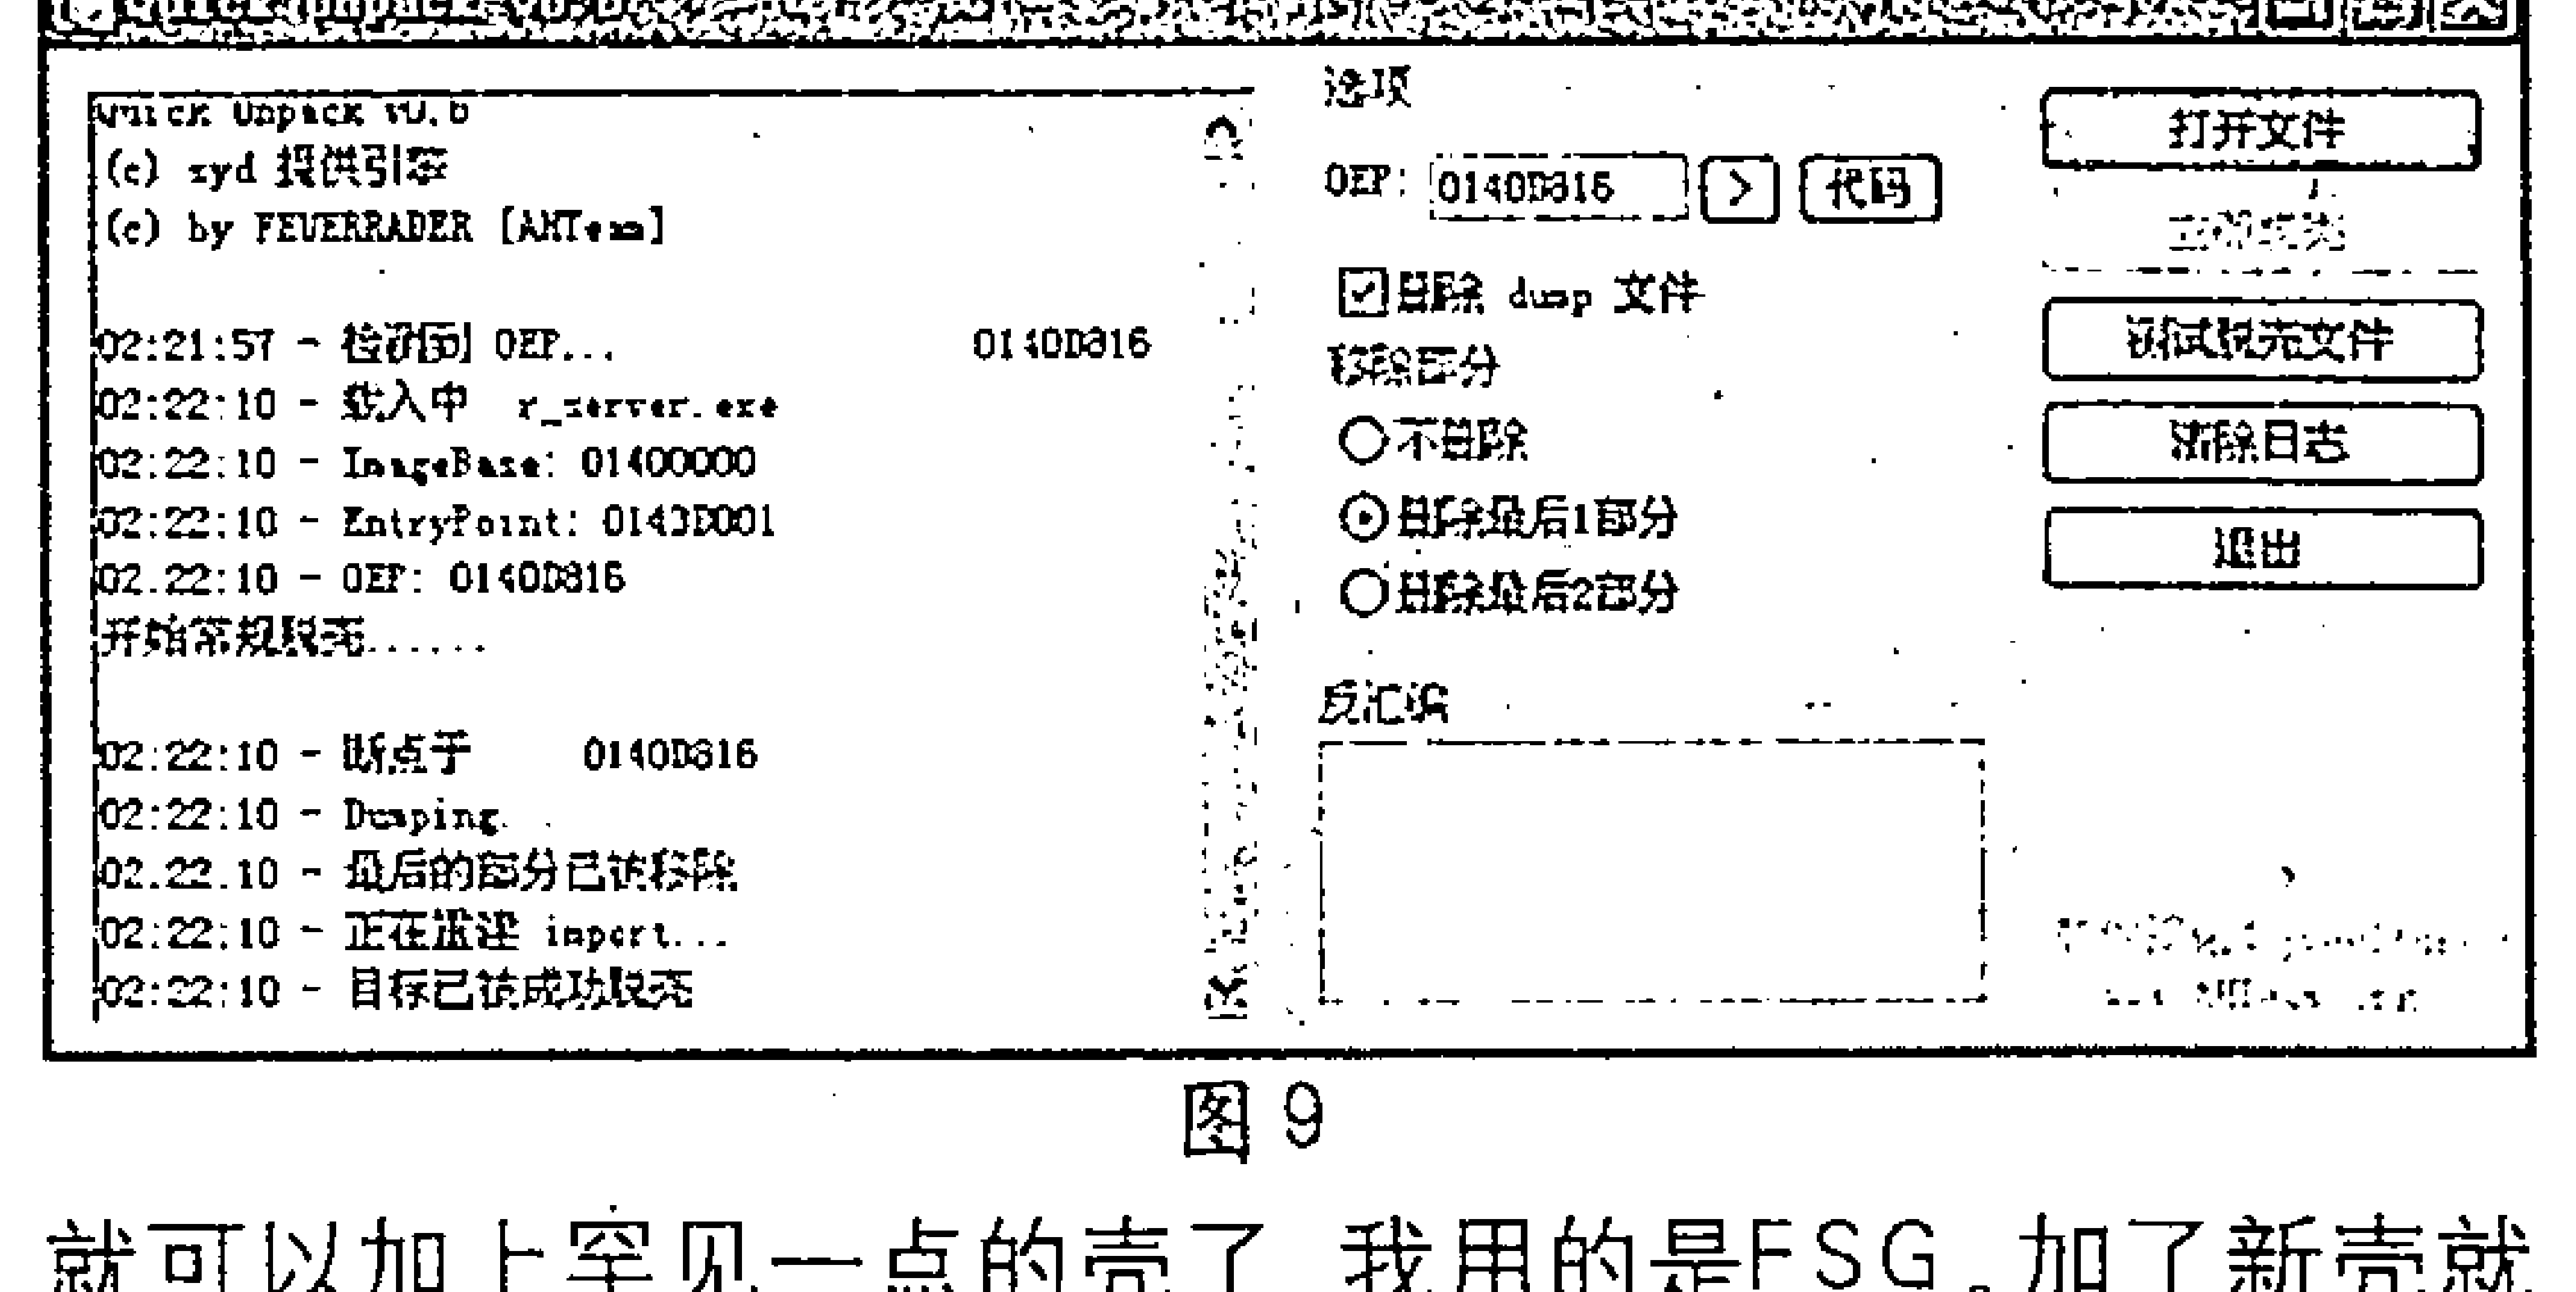 Quick Unpack v0.b
(c) syd 提供引擎
(c) by FEUERRADER [AHTeam]
02:21:57 - 检测到 OEP... 0140D816
02:22:10 - 载入中 r_server.exe
02:22:10 - ImageBase: 01400000
02:22:10 - EntryPoint: 0140D001
02:22:10 - OEP: 0140D816
开始常规脱壳......
02:22:10 - 断点于 0140D816
02:22:10 - Dumping
02:22:10 - 最后的部分已被移除
02:22:10 - 正在重建 import...
02:22:10 - 目标已被成功脱壳
选项
OEP: 0140D816 > 代码
删除 dump 文件
移除部分
不删除
删除最后1部分
删除最后2部分
反汇编
打开文件
测试脱壳文件
清除日志
退出
图 9
就可以加上罕见一点的壳了 我用的是FSG。加了新壳就